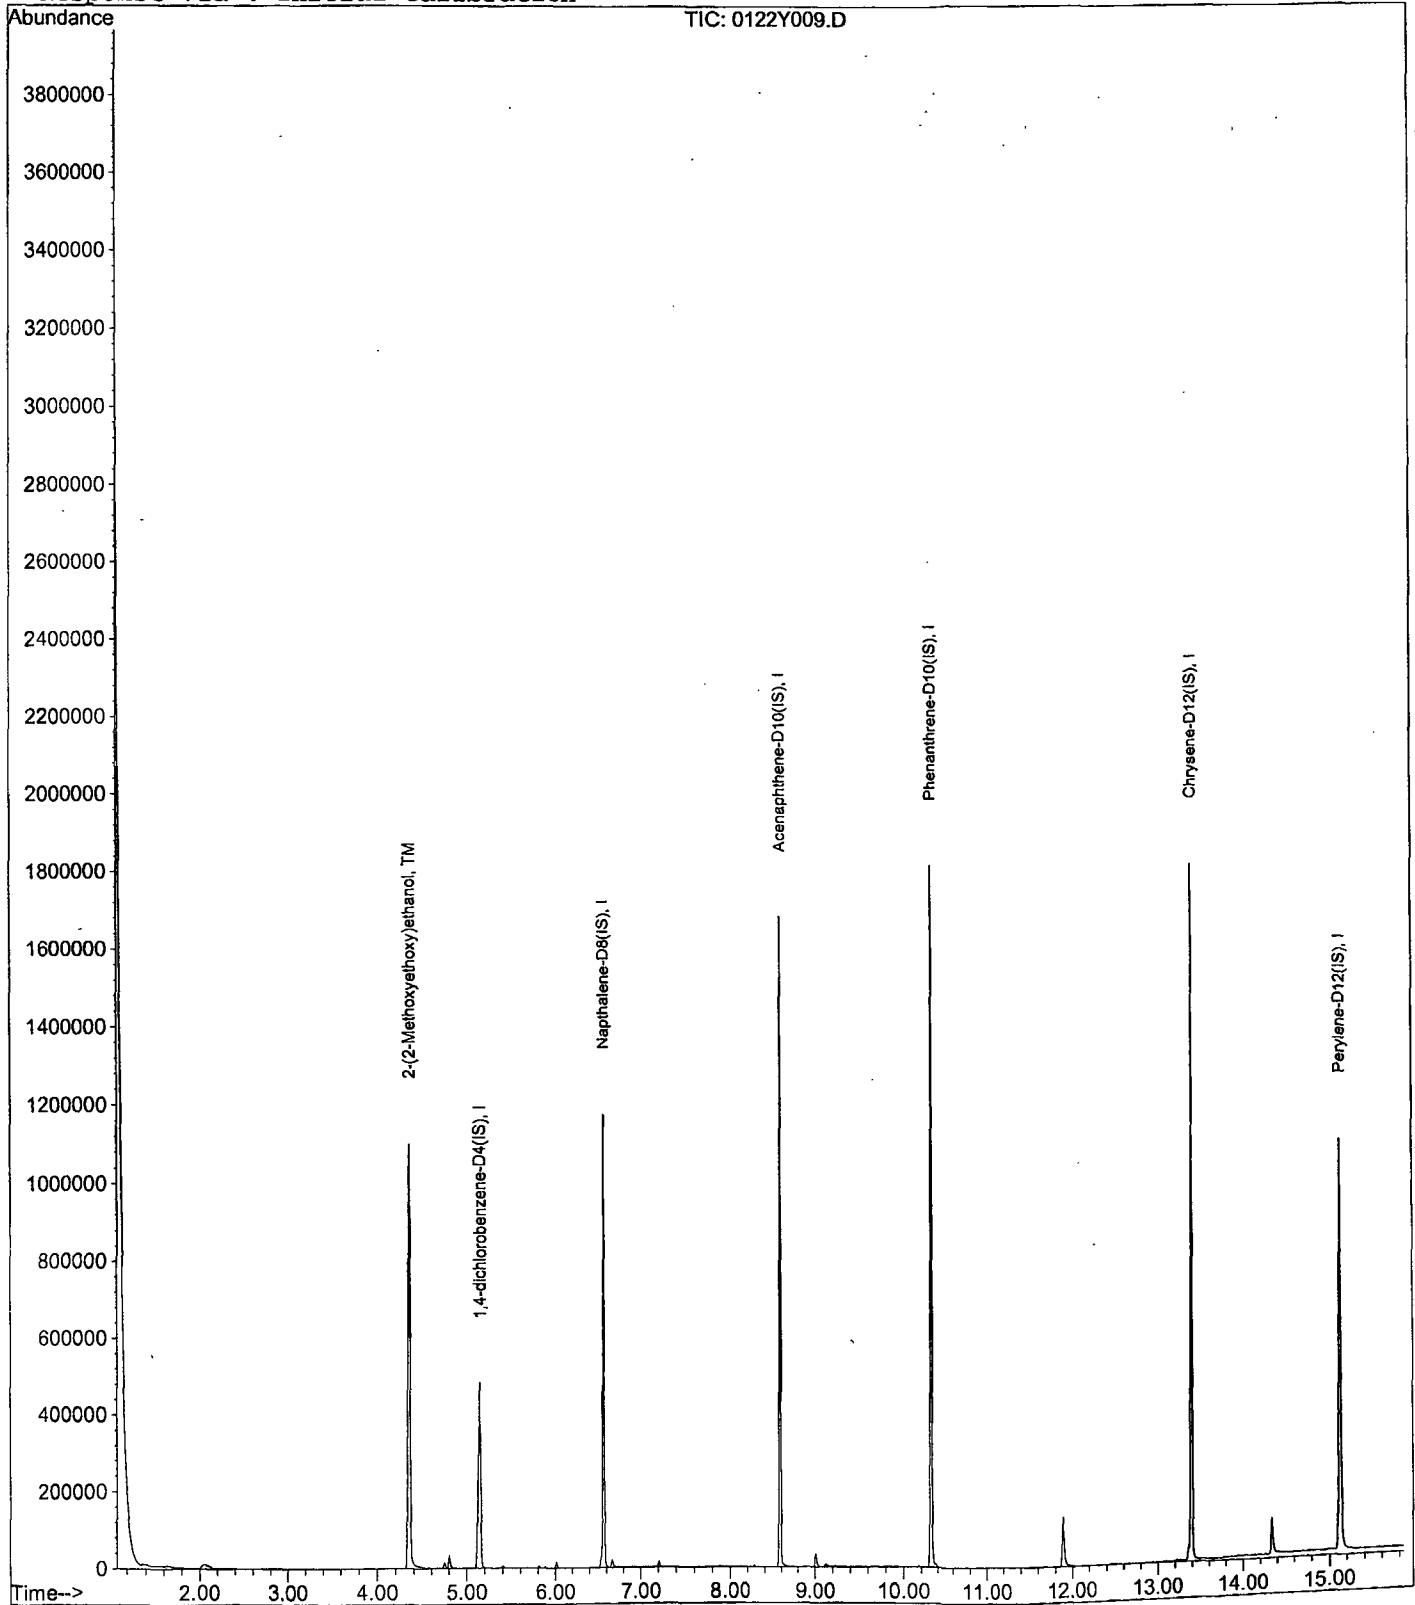 Response via : Initial Calibration
Abundance
TIC: 0122Y009.D
3800000
3600000
3400000
3200000
3000000
2800000
2600000
2400000
2200000
2000000
1800000
1600000
1400000
1200000
1000000
800000
600000
400000
200000
0
2-(2-Methoxyethoxy)ethanol, TM
1,4-dichlorobenzene-D4(IS), I
Napthalene-D8(IS), I
Acenaphthene-D10(IS), I
Phenanthrene-D10(IS), I
Chrysene-D12(IS), I
Perylene-D12(IS), I
Time--> 2.00 3.00 4.00 5.00 6.00 7.00 8.00 9.00 10.00 11.00 12.00 13.00 14.00 15.00